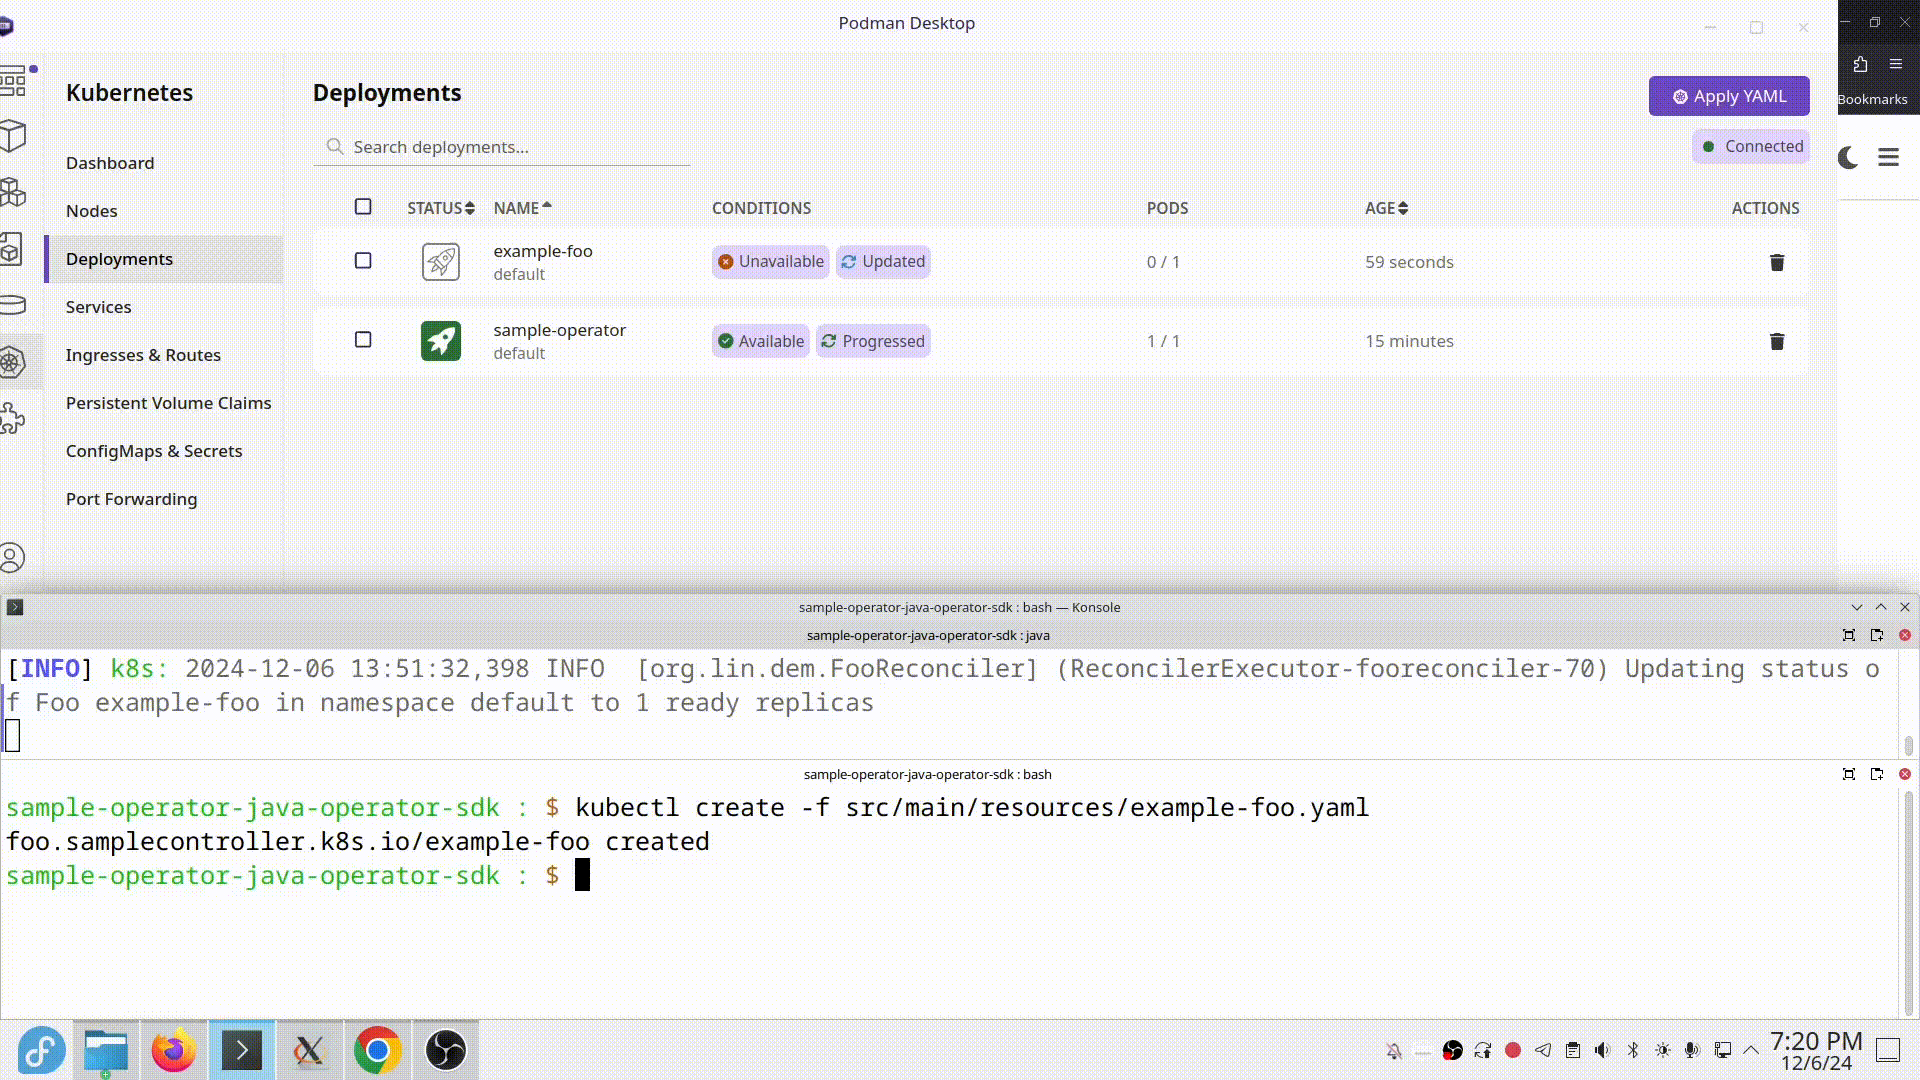 Podman Desktop
Bookmarks
Kubernetes
Dashboard
Nodes
Deployments
Services
Ingresses & Routes
Persistent Volume Claims
ConfigMaps & Secrets
Port Forwarding
Deployments
Apply YAML
Search deployments...
Connected
STATUS NAME CONDITIONS PODS AGE ACTIONS
example-foo
default
Unavailable Updated 0 / 1 59 seconds
sample-operator
default
Available Progressed 1 / 1 15 minutes
sample-operator-java-operator-sdk : bash — Konsole
sample-operator-java-operator-sdk : java
[INFO] k8s: 2024-12-06 13:51:32,398 INFO  [org.lin.dem.FooReconciler] (ReconcilerExecutor-fooreconciler-70) Updating status o
f Foo example-foo in namespace default to 1 ready replicas
sample-operator-java-operator-sdk : bash
sample-operator-java-operator-sdk : $ kubectl create -f src/main/resources/example-foo.yaml
foo.samplecontroller.k8s.io/example-foo created
sample-operator-java-operator-sdk : $
7:20 PM
12/6/24